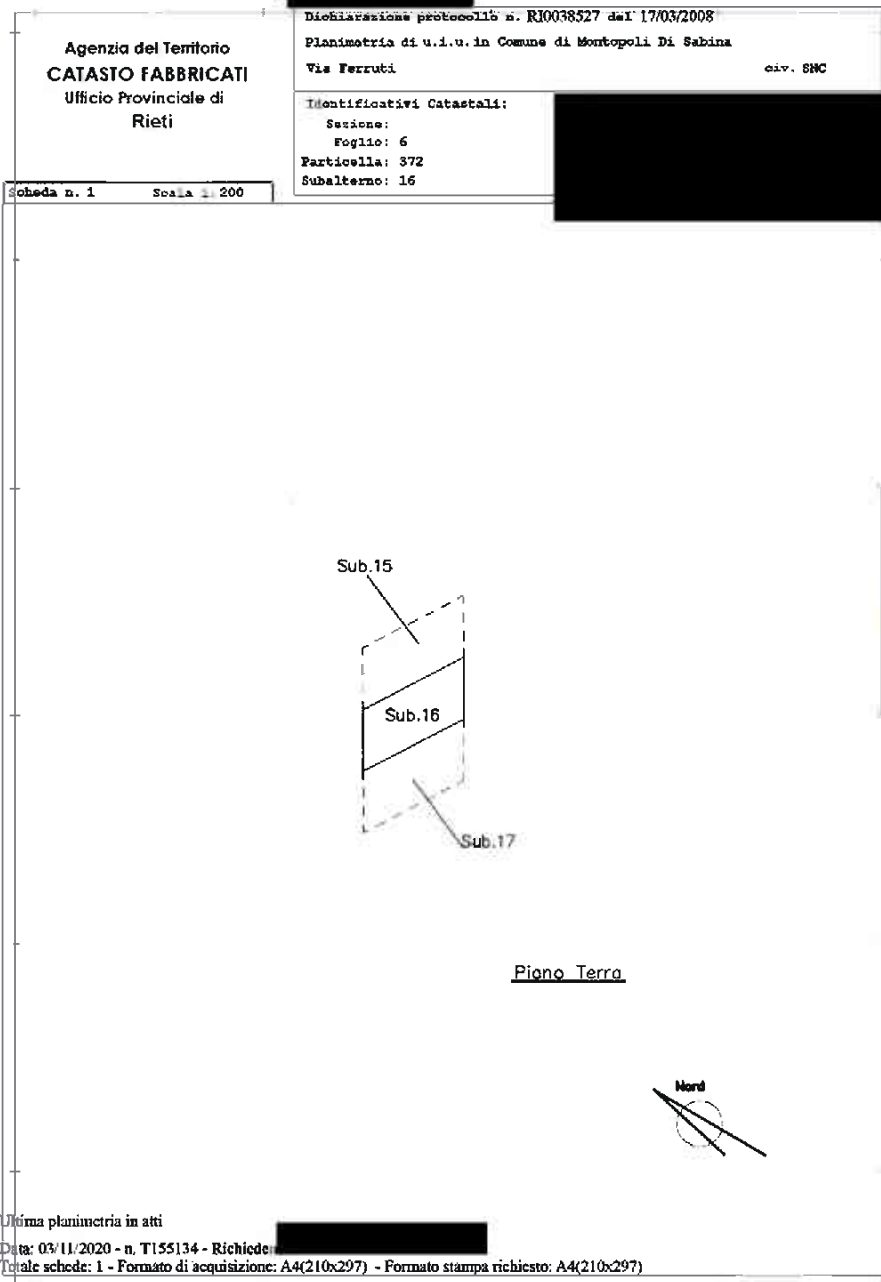 Agenzia del Territorio
CATASTO FABBRICATI
Ufficio Provinciale di
Rieti
Dichiarazione protocollo n. RI0038527 del 17/03/2008
Planimetria di u.i.u. in Comune di Montopoli Di Sabina
Via Ferruti civ. SNC
Identificativi Catastali:
Sezione:
Foglio: 6
Particella: 372
Subalterno: 16
Scheda n. 1 Scala 1: 200
Sub.15
Sub.16
Sub.17
Piano Terra
Nord
Ultima planimetria in atti
Data: 03/11/2020 - n. T155134 - Richieden
Totale schede: 1 - Formato di acquisizione: A4(210x297) - Formato stampa richiesto: A4(210x297)